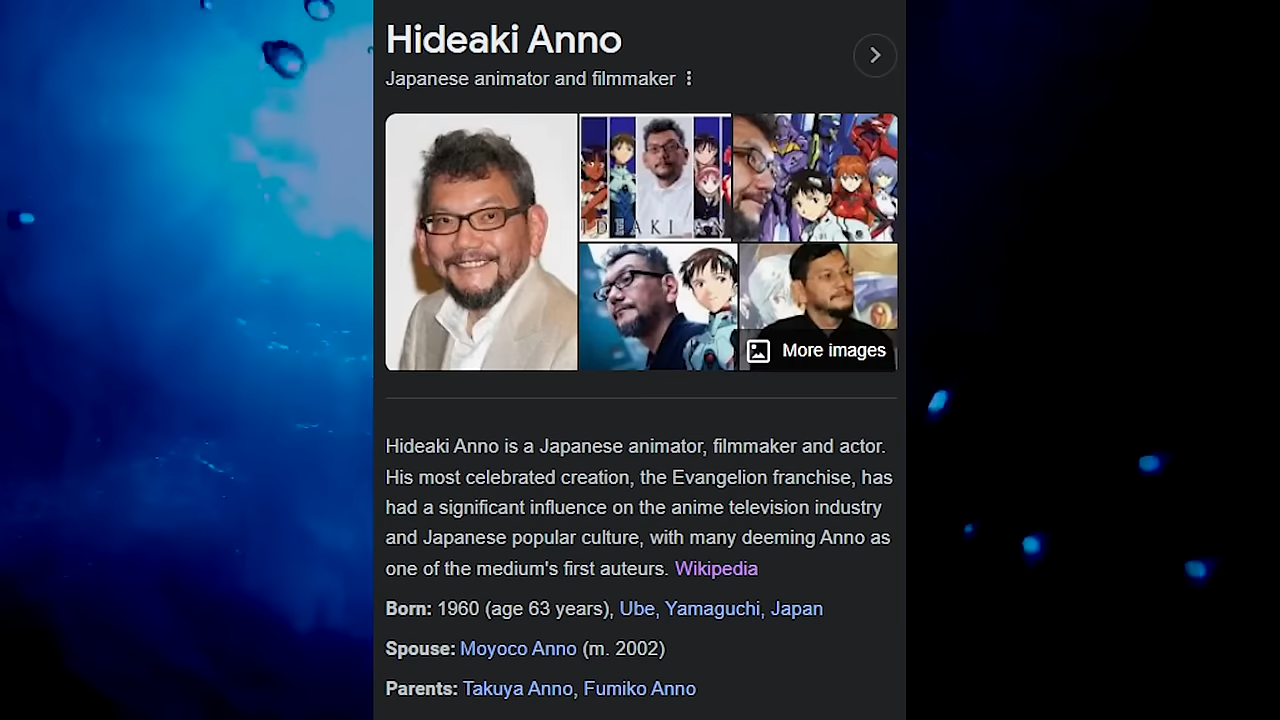 Hideaki Anno
Japanese animator and filmmaker
IDEAKI AN
More images
Hideaki Anno is a Japanese animator, filmmaker and actor.
His most celebrated creation, the Evangelion franchise, has
had a significant influence on the anime television industry
and Japanese popular culture, with many deeming Anno as
one of the medium's first auteurs. Wikipedia
Born: 1960 (age 63 years), Ube, Yamaguchi, Japan
Spouse: Moyoco Anno (m. 2002)
Parents: Takuya Anno, Fumiko Anno